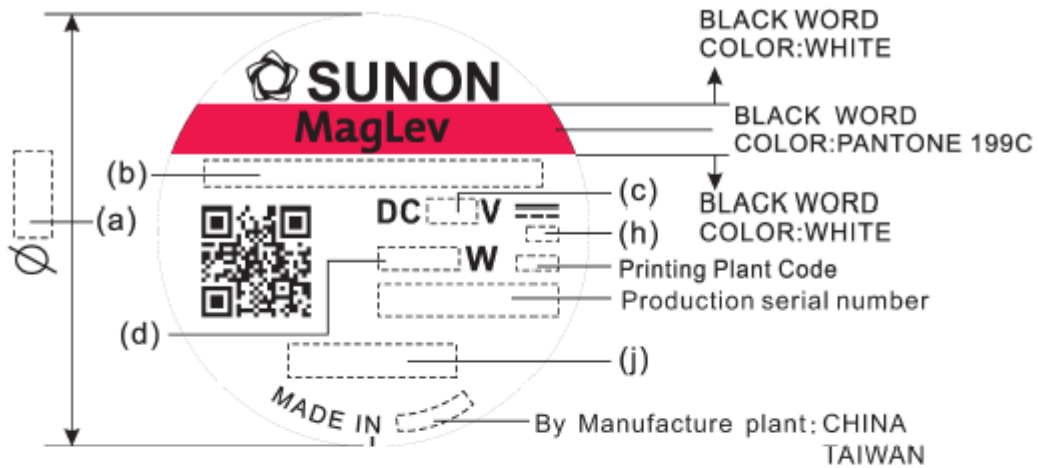 BLACK WORD
COLOR:WHITE
SUNON
MagLev
BLACK WORD
COLOR:PANTONE 199C
(b)
(a)
(c)
DC V
BLACK WORD
COLOR:WHITE
(h)
Ø
W
Printing Plant Code
Production serial number
(d)
(j)
MADE IN
By Manufacture plant: CHINA
TAIWAN